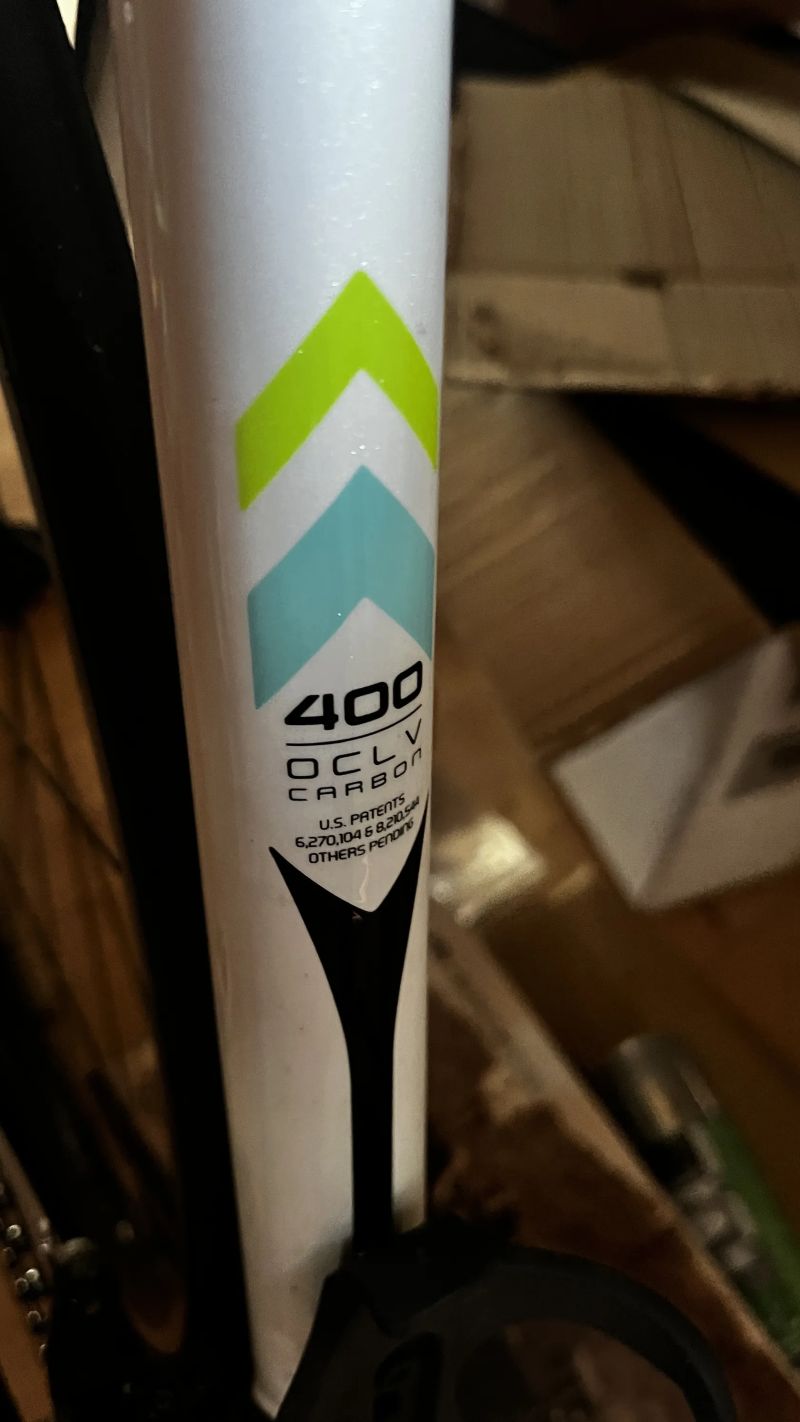 400
OCLV
CARBON
U.S. PATENTS
6,270,104 & 8,210,544
OTHERS PENDING